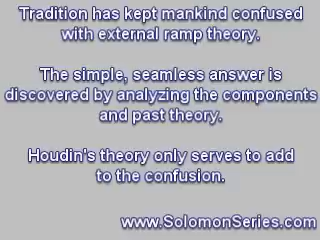 Tradition has kept mankind confused
with external ramp theory.
The simple, seamless answer is
discovered by analyzing the components
and past theory.
Houdin's theory only serves to add
to the confusion.
www.SolomonSeries.com